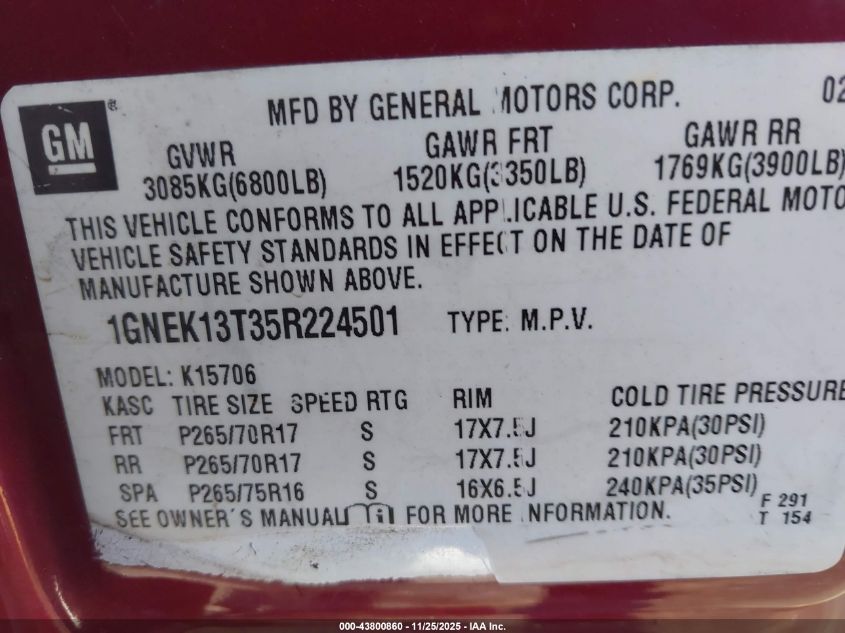 GM ®
MFD BY GENERAL MOTORS CORP. 02
GVWR GAWR FRT GAWR RR
3085KG(6800LB) 1520KG(3350LB) 1769KG(3900LB)
THIS VEHICLE CONFORMS TO ALL APPLICABLE U.S. FEDERAL MOTO
VEHICLE SAFETY STANDARDS IN EFFECT ON THE DATE OF
MANUFACTURE SHOWN ABOVE.
1GNEK13T35R224501 TYPE: M.P.V.
MODEL: K15706
KASC TIRE SIZE SPEED RTG RIM COLD TIRE PRESSURE
FRT P265/70R17 S 17X7.5J 210KPA(30PSI)
RR P265/70R17 S 17X7.5J 210KPA(30PSI)
SPA P265/75R16 S 16X6.5J 240KPA(35PSI)
SEE OWNER'S MANUAL i FOR MORE INFORMATION.
F 291
T 154
000-43800860 - 11/25/2025 - IAA Inc.